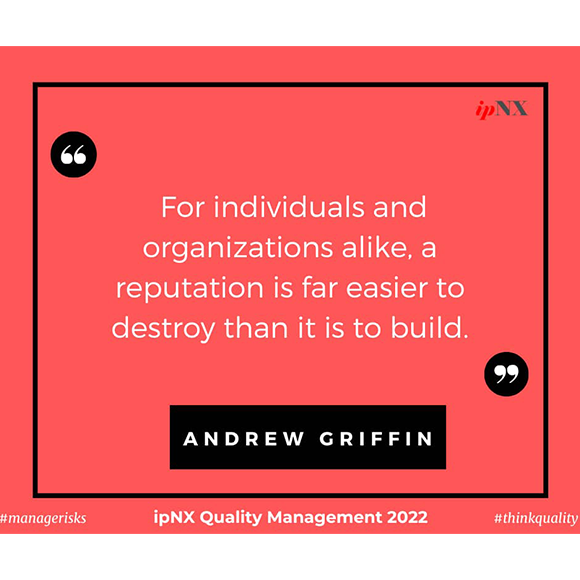 ipNX
“
For individuals and
organizations alike, a
reputation is far easier to
destroy than it is to build.
”
ANDREW GRIFFIN
#managerisks ipNX Quality Management 2022 #thinkquality